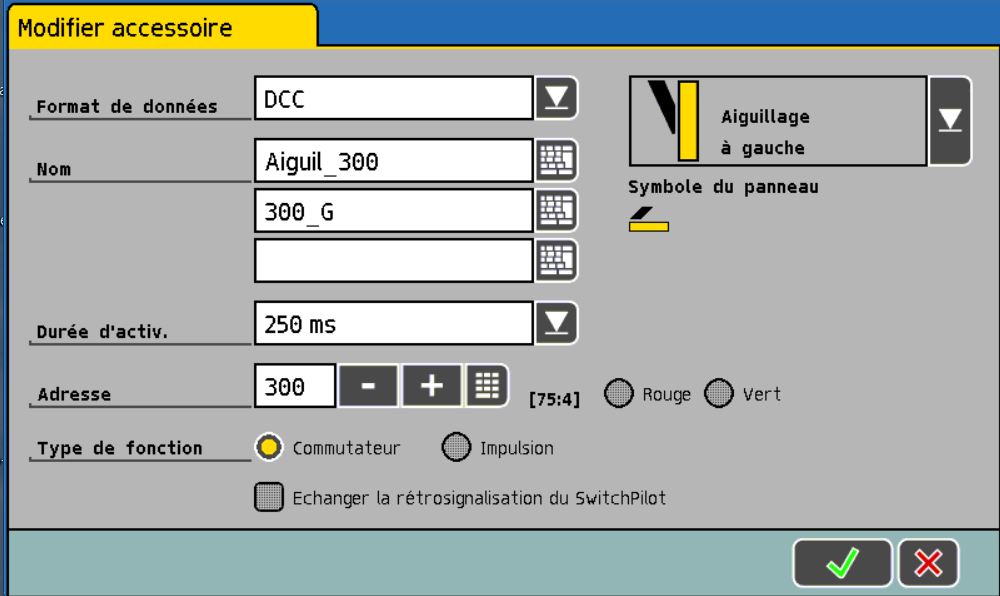 Modifier accessoire
Format de données
DCC
Aiguillage
à gauche
Nom
Aiguil_300
Symbole du panneau
300_G
Durée d'activ.
250 ms
Adresse
300
-
+
[75:4]
Rouge
Vert
Type de fonction
Commutateur
Impulsion
Echanger la rétrosignalisation du SwitchPilot